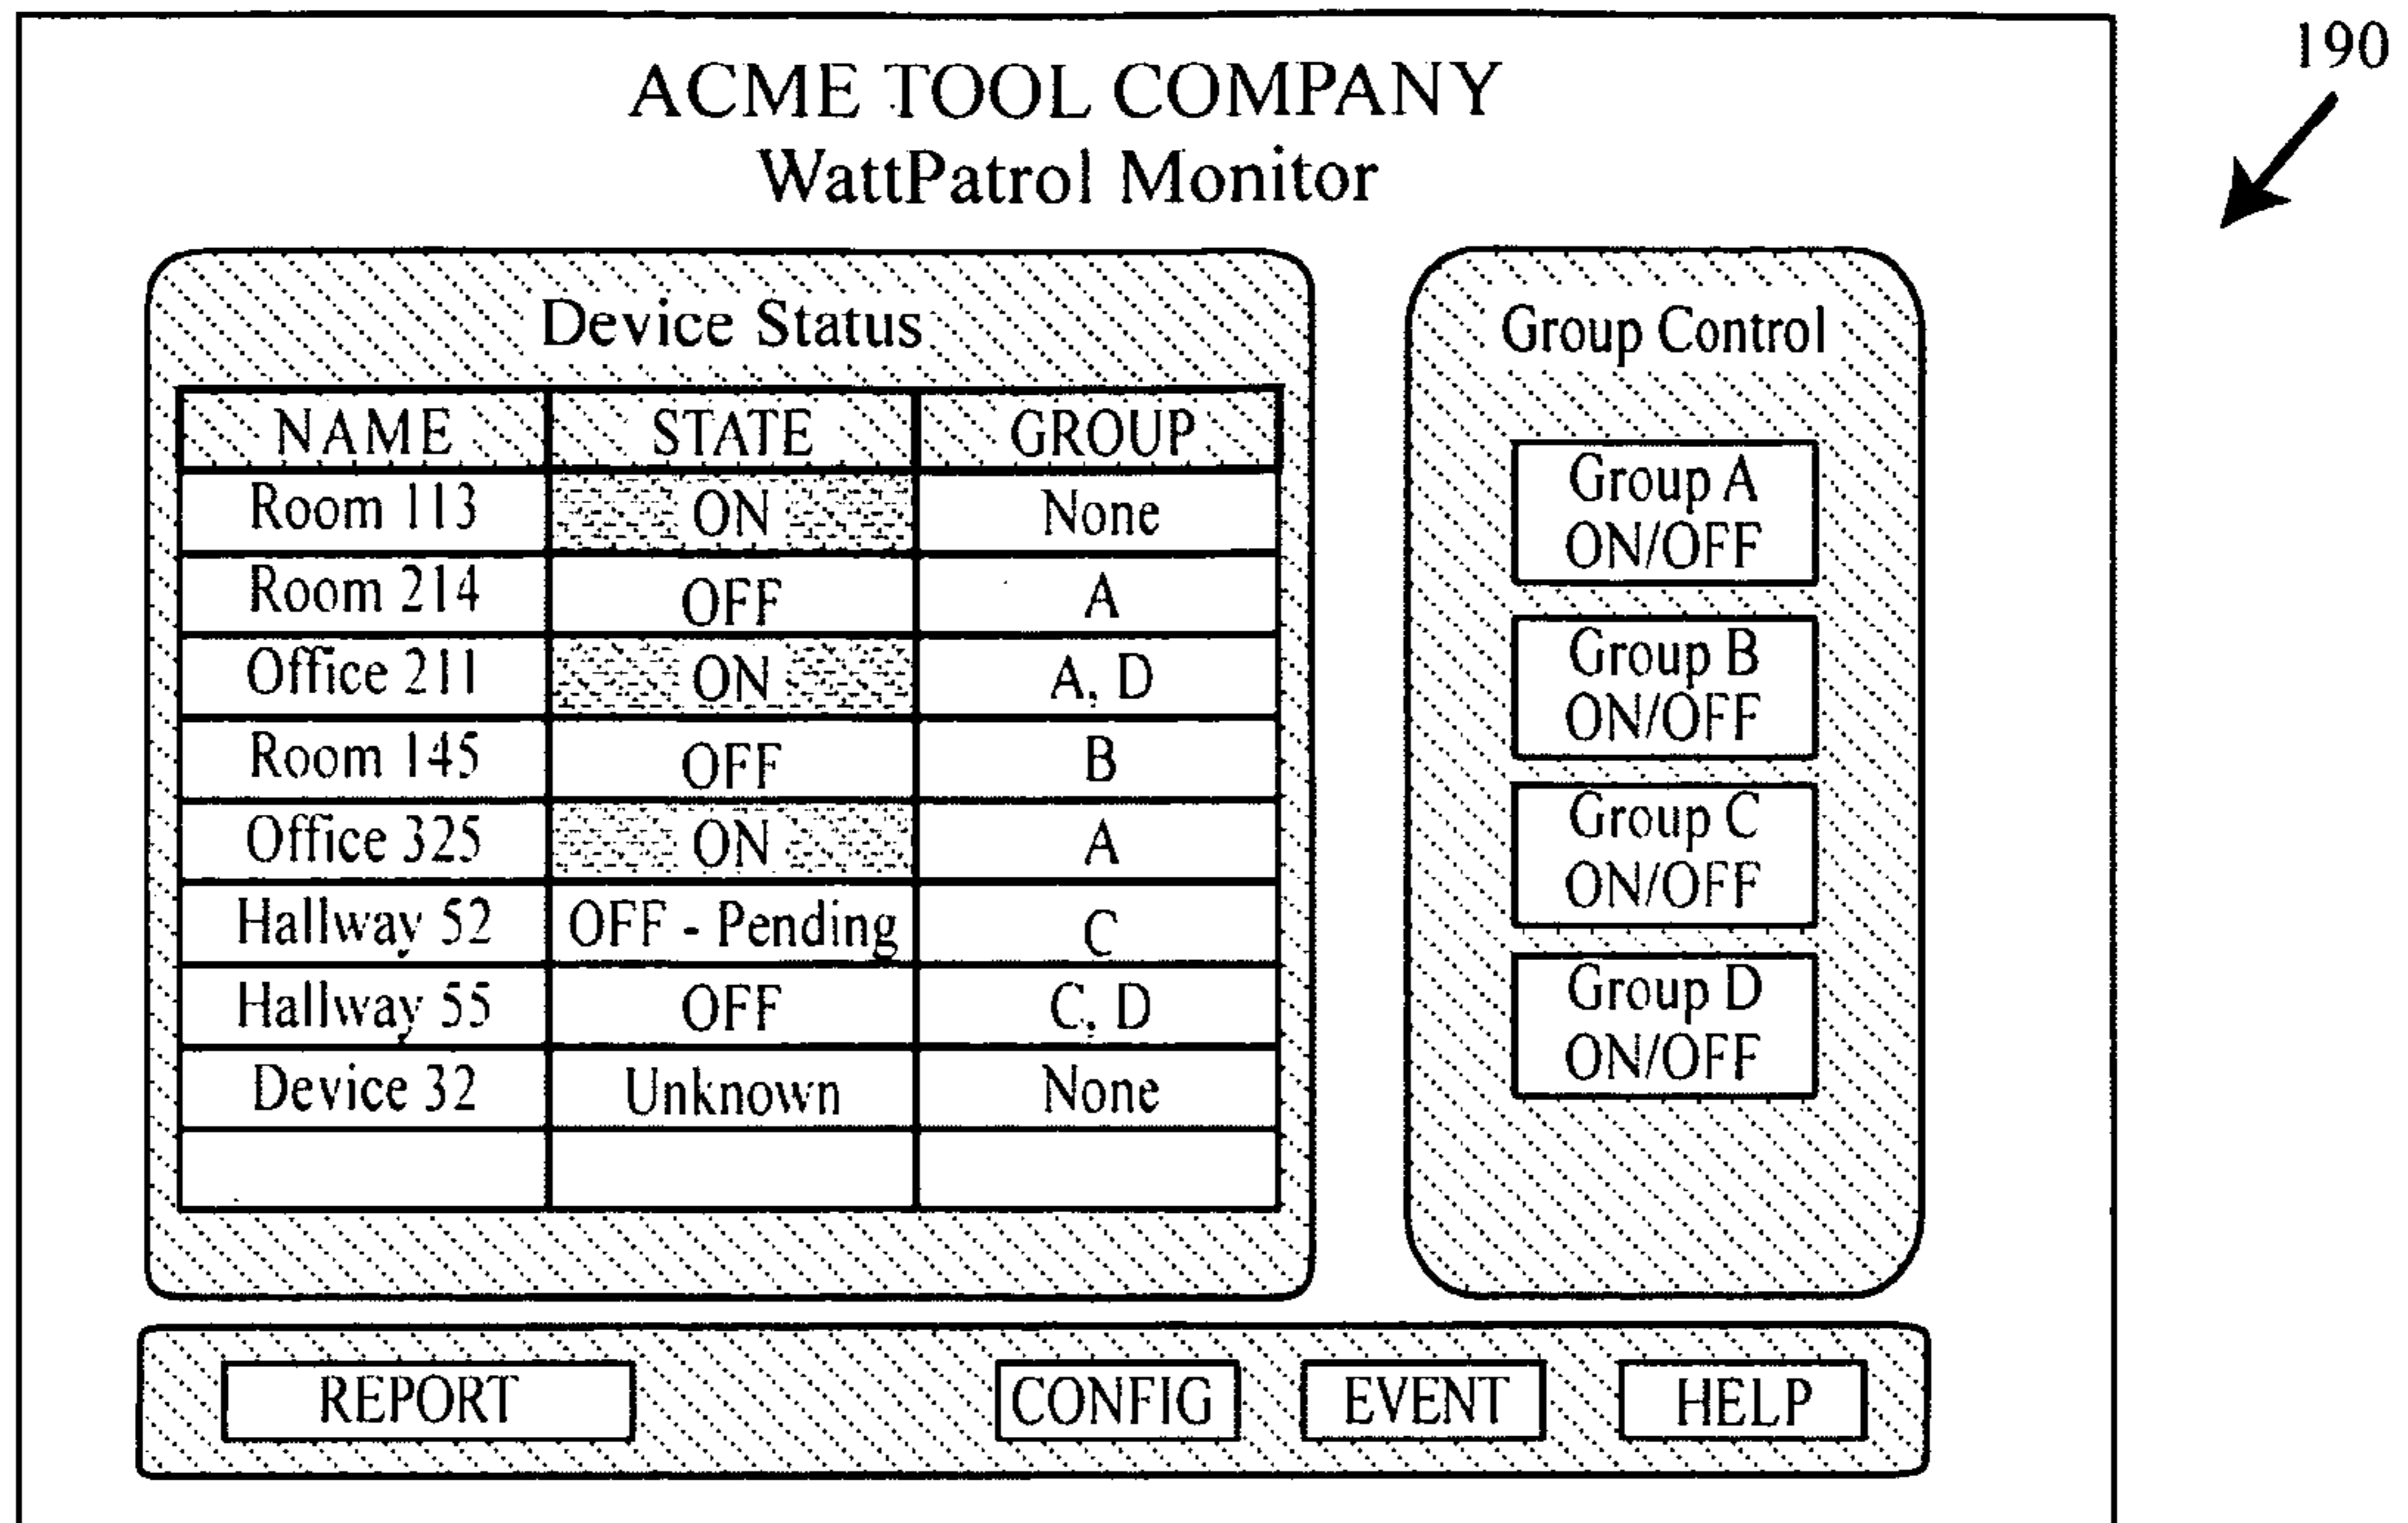 190
ACME TOOL COMPANY
WattPatrol Monitor
Device Status
NAME STATE GROUP
Room 113 ON None
Room 214 OFF A
Office 211 ON A, D
Room 145 OFF B
Office 325 ON A
Hallway 52 OFF - Pending C
Hallway 55 OFF C, D
Device 32 Unknown None
Group Control
Group A
ON/OFF
Group B
ON/OFF
Group C
ON/OFF
Group D
ON/OFF
REPORT CONFIG EVENT HELP